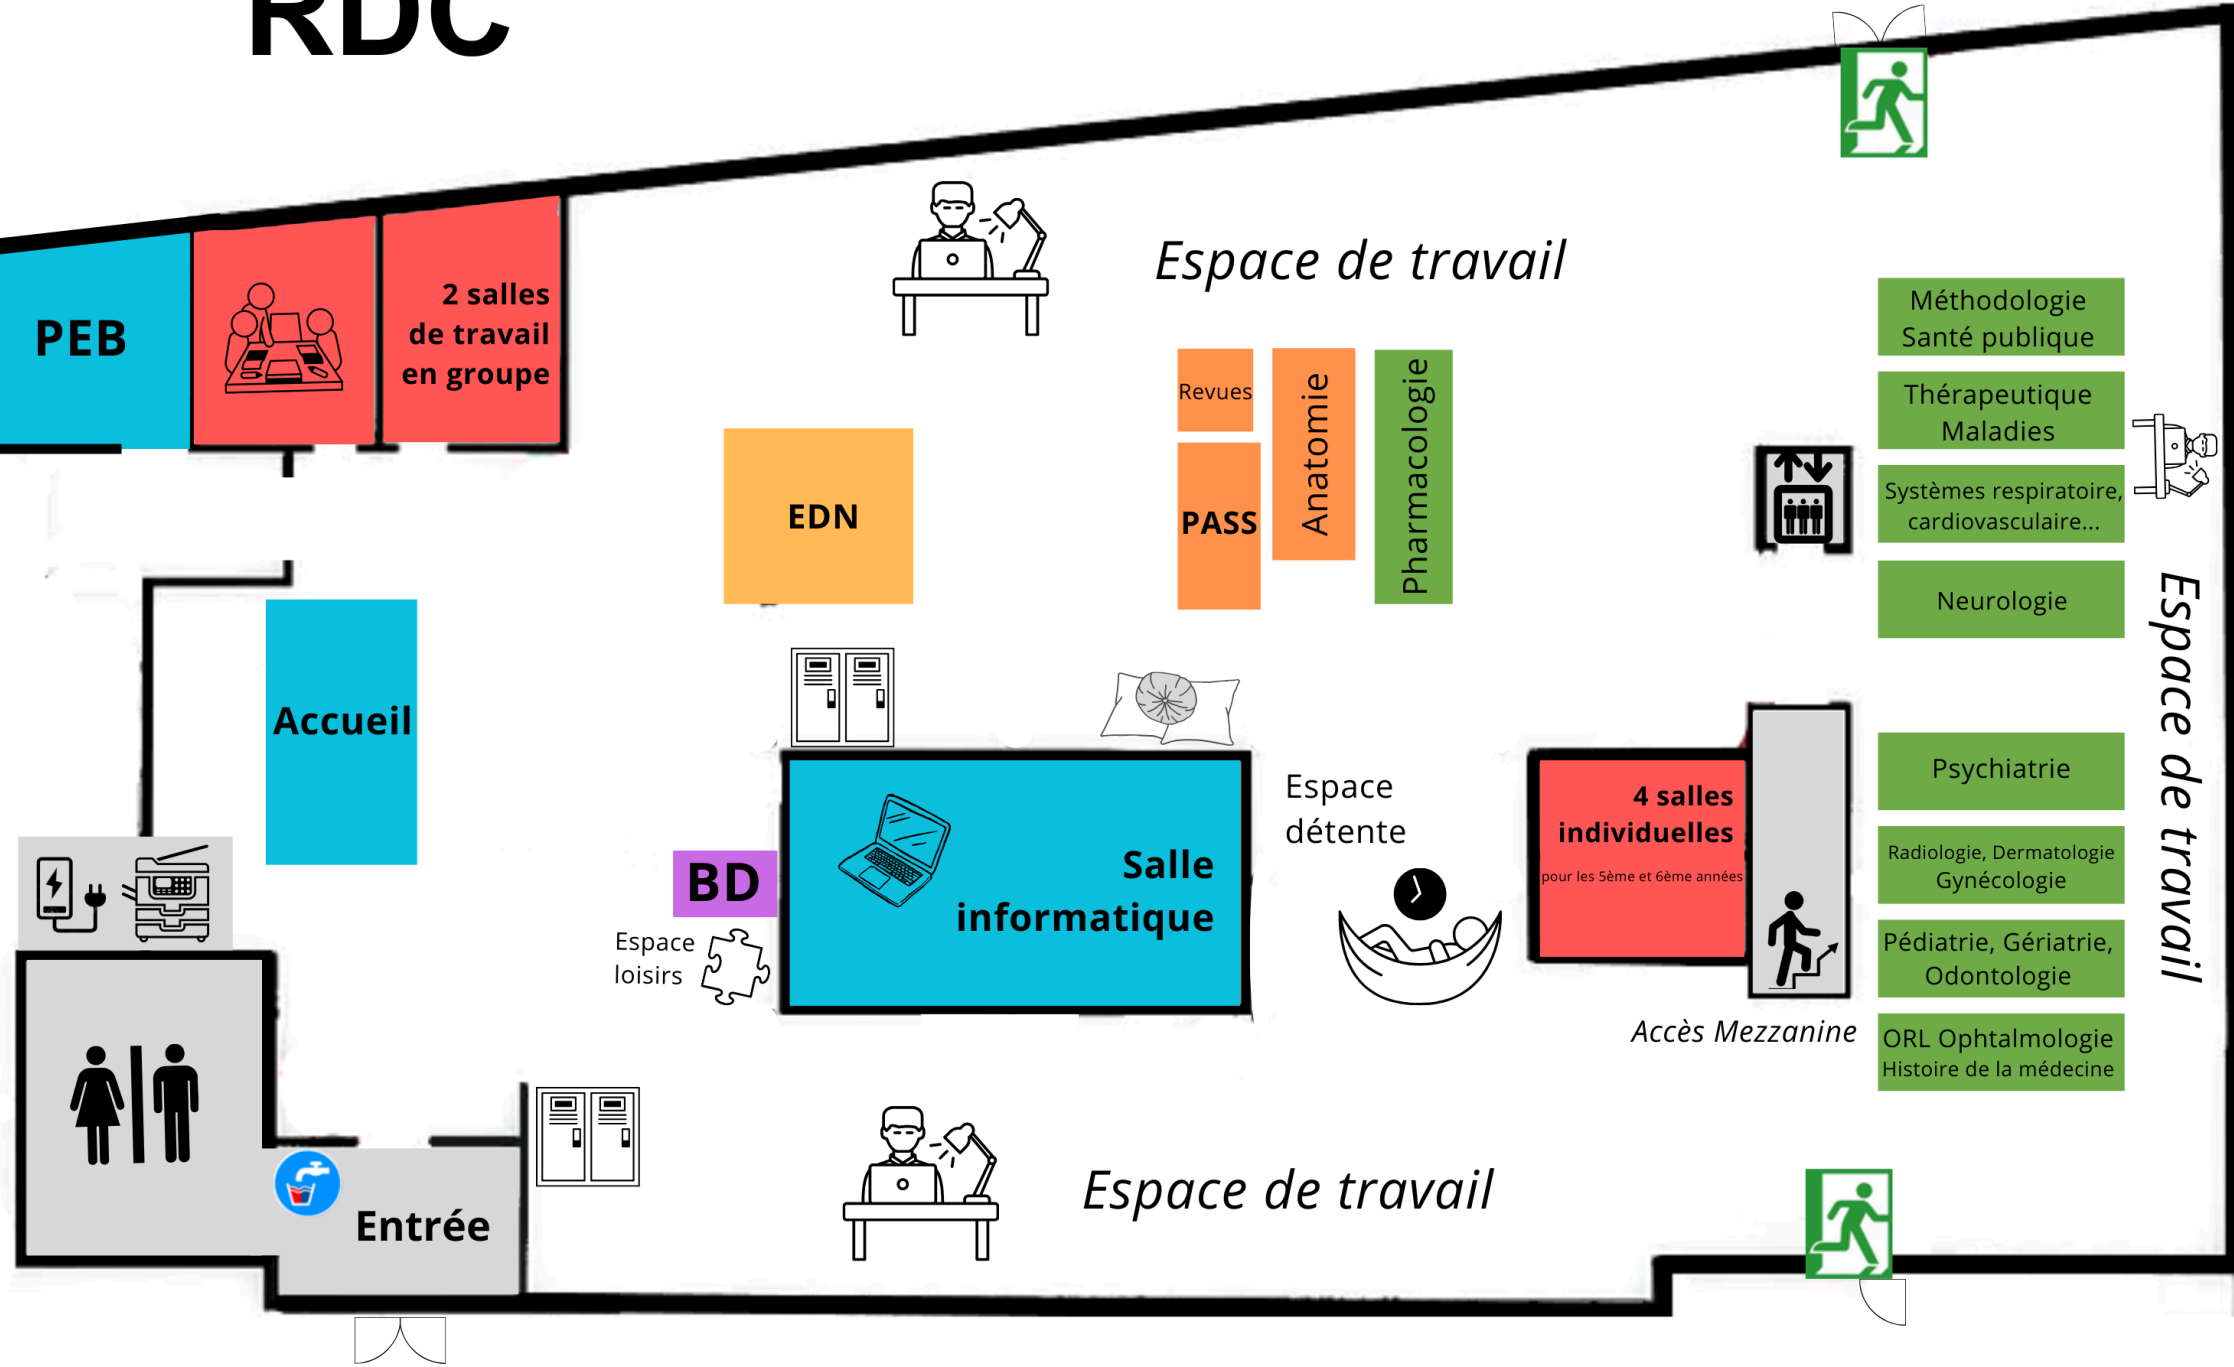 RDC
PEB
2 salles
de travail
en groupe
Espace de travail
Revues
PASS
Anatomie
Pharmacologie
EDN
Méthodologie
Santé publique
Thérapeutique
Maladies
Systèmes respiratoire,
cardiovasculaire...
Neurologie
Psychiatrie
Radiologie, Dermatologie
Gynécologie
Pédiatrie, Gériatrie,
Odontologie
ORL Ophtalmologie
Histoire de la médecine
Espace de travail
Accueil
BD
Espace
loisirs
Salle
informatique
Espace
détente
4 salles
individuelles
pour les 5ème et 6ème années
Accès Mezzanine
Entrée
Espace de travail